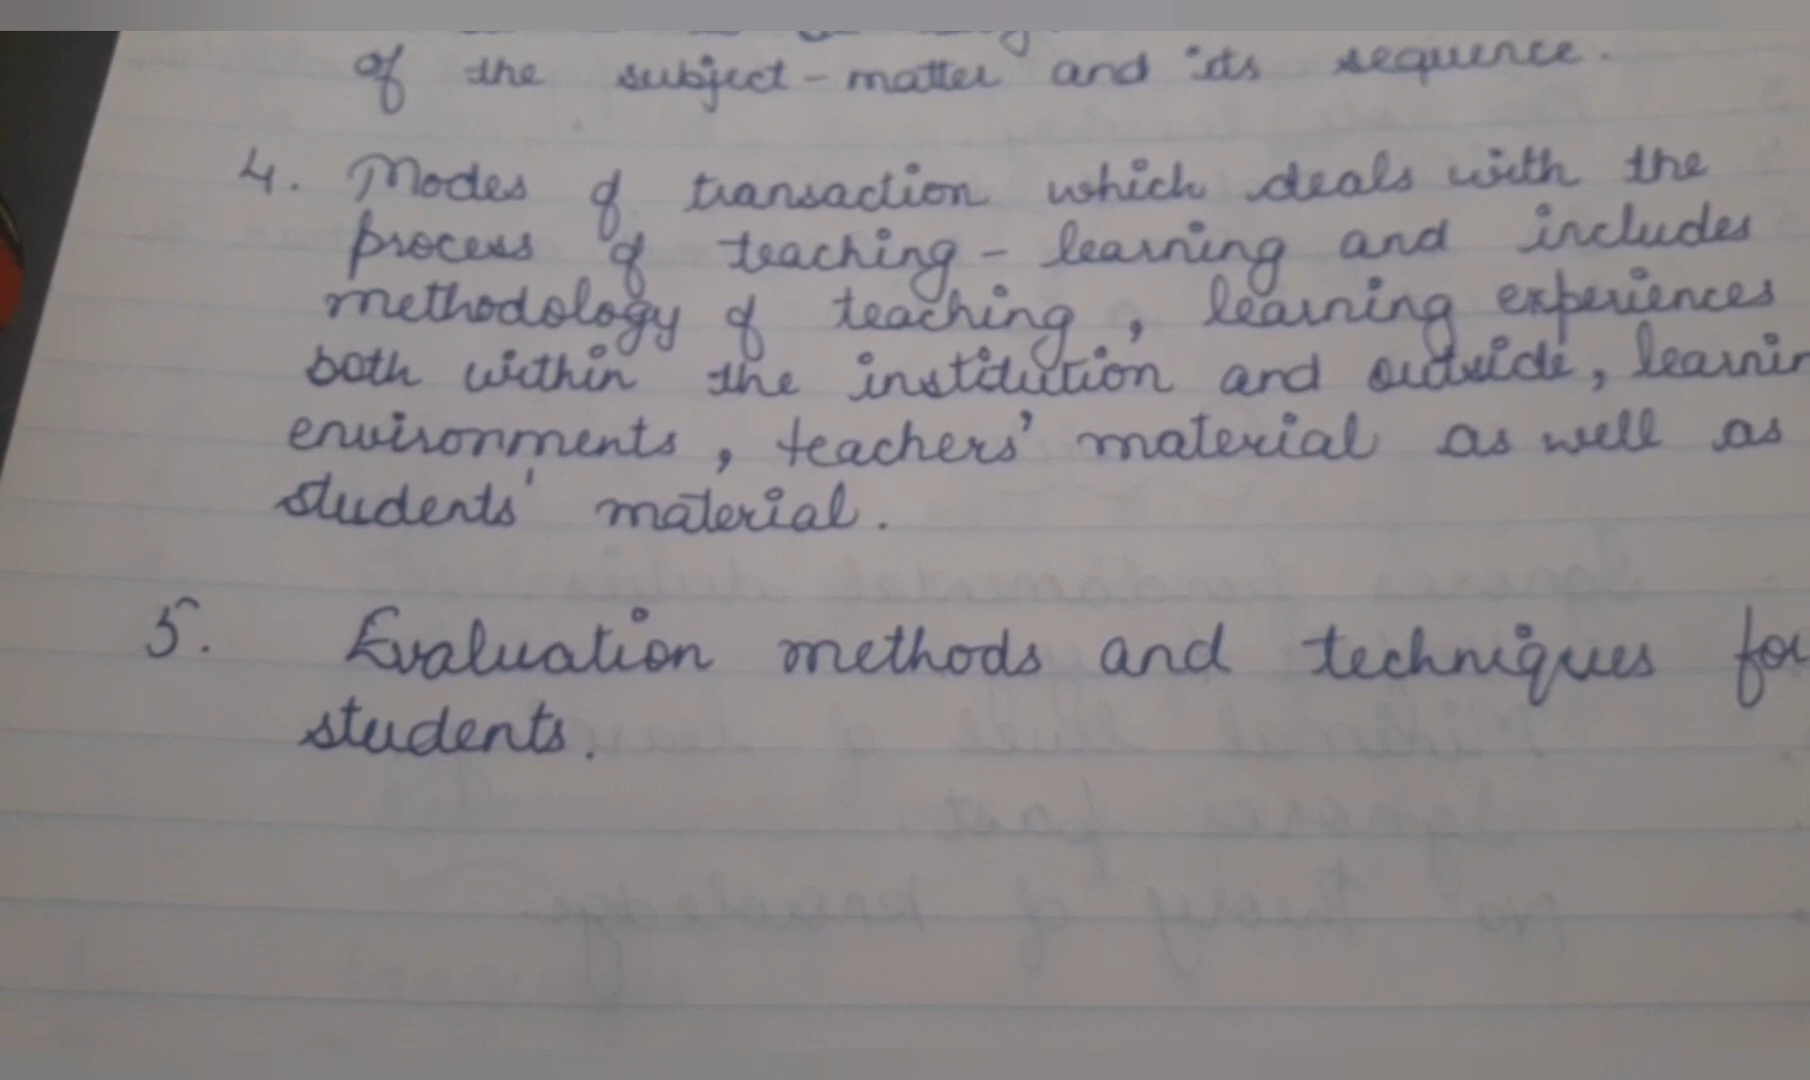 of the subject - matter and its sequence.
4. Modes of transaction which deals with the
process of teaching - learning and includes
methodology of teaching, learning experiences
both within the institution and outside, learnin
environments, teachers' material as well as
students' material.
5. Evaluation methods and techniques for
students.